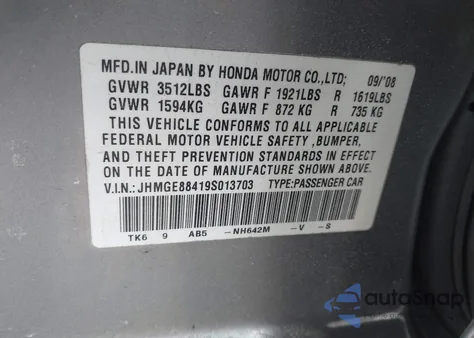 MFD.IN JAPAN BY HONDA MOTOR CO.,LTD; 09/'08
GVWR 3512LBS GAWR F 1921LBS R 1619LBS
GVWR 1594KG GAWR F 872 KG R 735 KG
THIS VEHICLE CONFORMS TO ALL APPLICABLE
FEDERAL MOTOR VEHICLE SAFETY ,BUMPER,
AND THEFT PREVENTION STANDARDS IN EFFECT
ON THE DATE OF MANUFACTURE SHOWN ABOVE.
V.I.N.: JHMGE88419S013703 TYPE:PASSENGER CAR
TK6 9 AB5 -NH642M -V -S
autoSnap